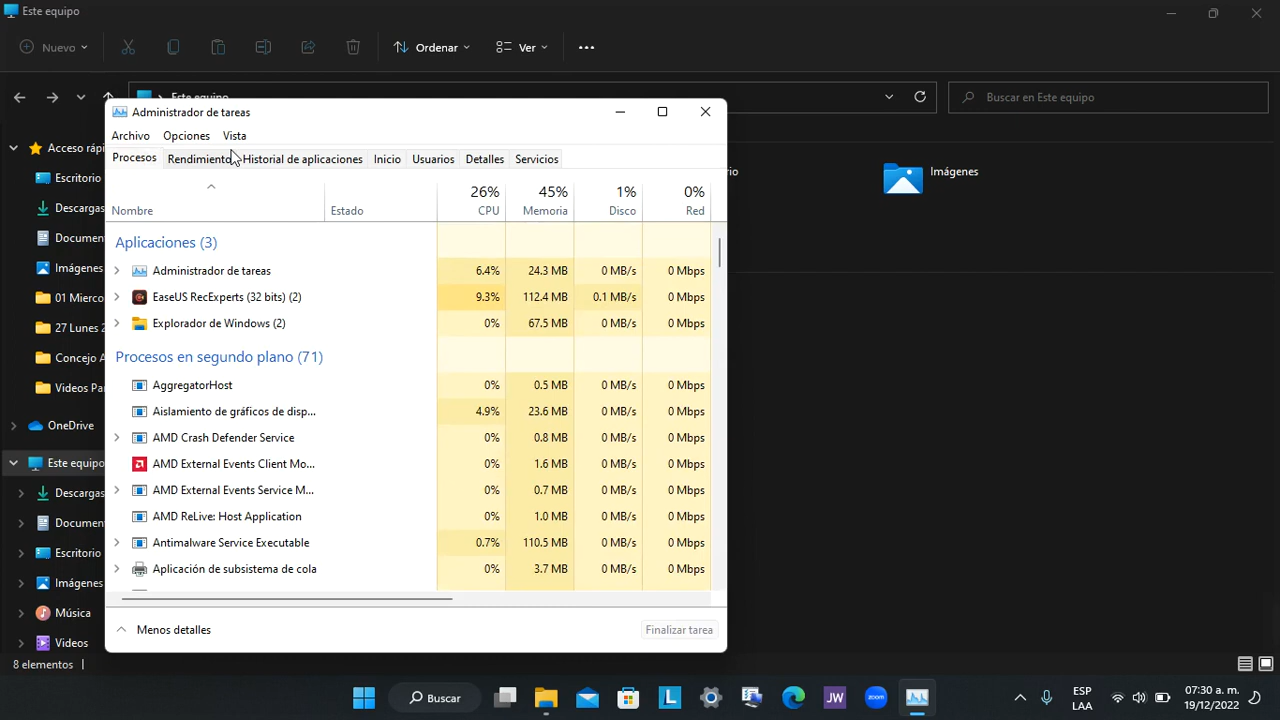 Este equipo
Nuevo
Ordenar
Ver
Este equipo
Buscar en Este equipo
Administrador de tareas
Archivo Opciones Vista
Procesos Rendimiento Historial de aplicaciones Inicio Usuarios Detalles Servicios
26% 45% 1% 0%
Nombre Estado CPU Memoria Disco Red
Aplicaciones (3)
Administrador de tareas 6.4% 24.3 MB 0 MB/s 0 Mbps
EaseUS RecExperts (32 bits) (2) 9.3% 112.4 MB 0.1 MB/s 0 Mbps
Explorador de Windows (2) 0% 67.5 MB 0 MB/s 0 Mbps
Procesos en segundo plano (71)
AggregatorHost 0% 0.5 MB 0 MB/s 0 Mbps
Aislamiento de gráficos de disp... 4.9% 23.6 MB 0 MB/s 0 Mbps
AMD Crash Defender Service 0% 0.8 MB 0 MB/s 0 Mbps
AMD External Events Client Mo... 0% 1.6 MB 0 MB/s 0 Mbps
AMD External Events Service M... 0% 0.7 MB 0 MB/s 0 Mbps
AMD ReLive: Host Application 0% 1.0 MB 0 MB/s 0 Mbps
Antimalware Service Executable 0.7% 110.5 MB 0 MB/s 0 Mbps
Aplicación de subsistema de cola 0% 3.7 MB 0 MB/s 0 Mbps
Menos detalles
Finalizar tarea
Acceso rápi
Escritorio
Descargas
Documen
Imágenes
01 Mierco
27 Lunes 2
Concejo A
Videos Pa
OneDrive
Este equipo
Descargas
Documen
Escritorio
Imágenes
Música
Videos
rio
Imágenes
8 elementos
Buscar
L
JW
zoom
ESP
LAA
07:30 a. m.
19/12/2022